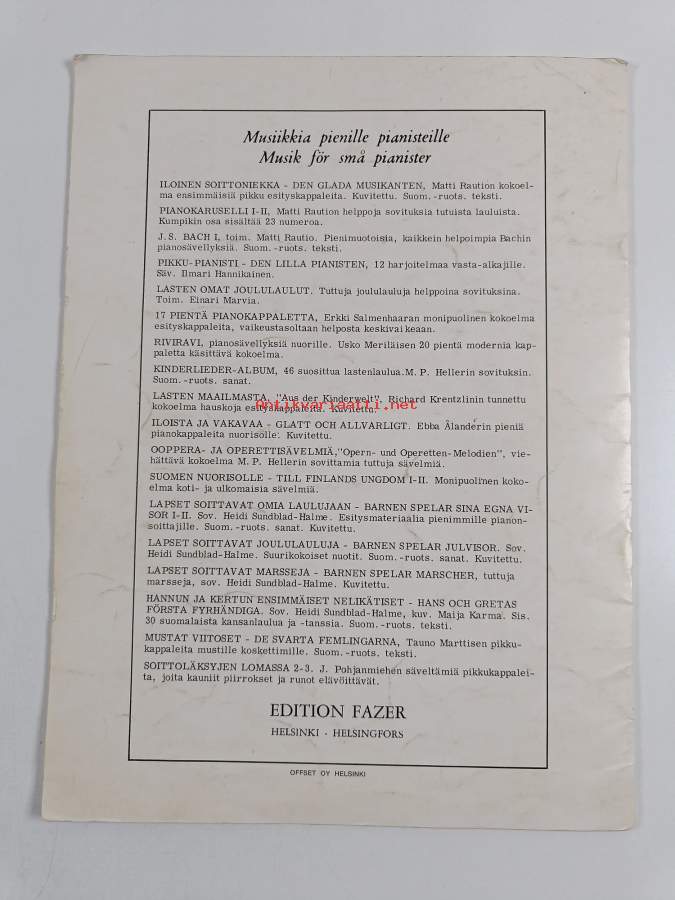 Musiikkia pienille pianisteille
Musik för små pianister
ILOINEN SOITTONIEKKA - DEN GLADA MUSIKANTEN, Matti Raution kokoel-
ma ensimmäisiä pikku esityskappaleita. Kuvitettu. Suom.-ruots. teksti.
PIANOKARUSELLI I-II, Matti Raution helppoja sovituksia tutuista lauluista.
Kumpikin osa sisältää 23 numeroa.
J.S. BACH I, toim. Matti Rautio. Pienimuotoisia, kaikkein helpoimpia Bachin
pianosävellyksiä. Suom.-ruots. teksti.
PIKKU-PIANISTI - DEN LILLA PIANISTEN, 12 harjoitelmaa vasta-alkajille.
Säv. Ilmari Hannikainen.
LASTEN OMAT JOULULAULUT. Tuttuja joululauluja helppoina sovituksina.
Toim. Einari Marvia.
17 PIENTÄ PIANOKAPPALETTA, Erkki Salmenhaaran monipuolinen kokoelma
esityskappaleita, vaikeustasoltaan helposta keskivaikeaan.
RIVIRAVI, pianosävellyksiä nuorille. Usko Meriläisen 20 pientä modernia kap-
paletta käsittävä kokoelma.
KINDERLIEDER-ALBUM, 46 suosittua lastenlaulua. M.P. Hellerin sovituksin.
Suom.-ruots. sanat.
LASTEN MAAILMASTA, "Aus der Kinderwelt". Richard Krentzlinin tunnettu
kokoelma hauskoja esityskappaleita. Kuvitettu.
Antikvariaatti.net
ILOISTA JA VAKAVAA - GLATT OCH ALLVARLIGT. Ebba Ålanderin pieniä
pianokappaleita nuorisolle. Kuvitettu.
OOPPERA- JA OPERETTISÄVELMIÄ, "Opern- und Operetten-Melodien", vie-
hättävä kokoelma M.P. Hellerin sovittamia tuttuja sävelmiä.
SUOMEN NUORISOLLE - TILL FINLANDS UNGDOM I-II. Monipuolinen koko-
elma koti- ja ulkomaisia sävelmiä.
LAPSET SOITTAVAT OMIA LAULUJAAN - BARNEN SPELAR SINA EGNA VI-
SOR I-II. Sov. Heidi Sundblad-Halme. Esitysmateriaalia pienimmille pianon-
soittajille. Suom.-ruots. sanat. Kuvitettu.
LAPSET SOITTAVAT JOULULAULUJA - BARNEN SPELAR JULVISOR. Sov.
Heidi Sundblad-Halme. Suurikokoiset nuotit. Suom.-ruots. sanat. Kuvitettu.
LAPSET SOITTAVAT MARSSEJA - BARNEN SPELAR MARSCHER, tuttuja
marsseja, sov. Heidi Sundblad-Halme. Kuvitettu.
HANNUN JA KERTUN ENSIMMÄISET NELIKÄTISET - HANS OCH GRETAS
FÖRSTA FYRHÄNDIGA. Sov. Heidi Sundblad-Halme, kuv. Maija Karma. Sis.
30 suomalaista kansanlaulua ja -tanssia. Suom.-ruots. teksti.
MUSTAT VIITOSET - DE SVARTA FEMLINGARNA, Tauno Marttisen pikku-
kappaleita mustille koskettimille. Suom.-ruots. teksti.
SOITTOLÄKSYJEN LOMASSA 2-3. J. Pohjanmiehen säveltämiä pikkukappalei-
ta, joita kauniit piirrokset ja runot elävöittävät.
EDITION FAZER
HELSINKI · HELSINGFORS
OFFSET OY HELSINKI